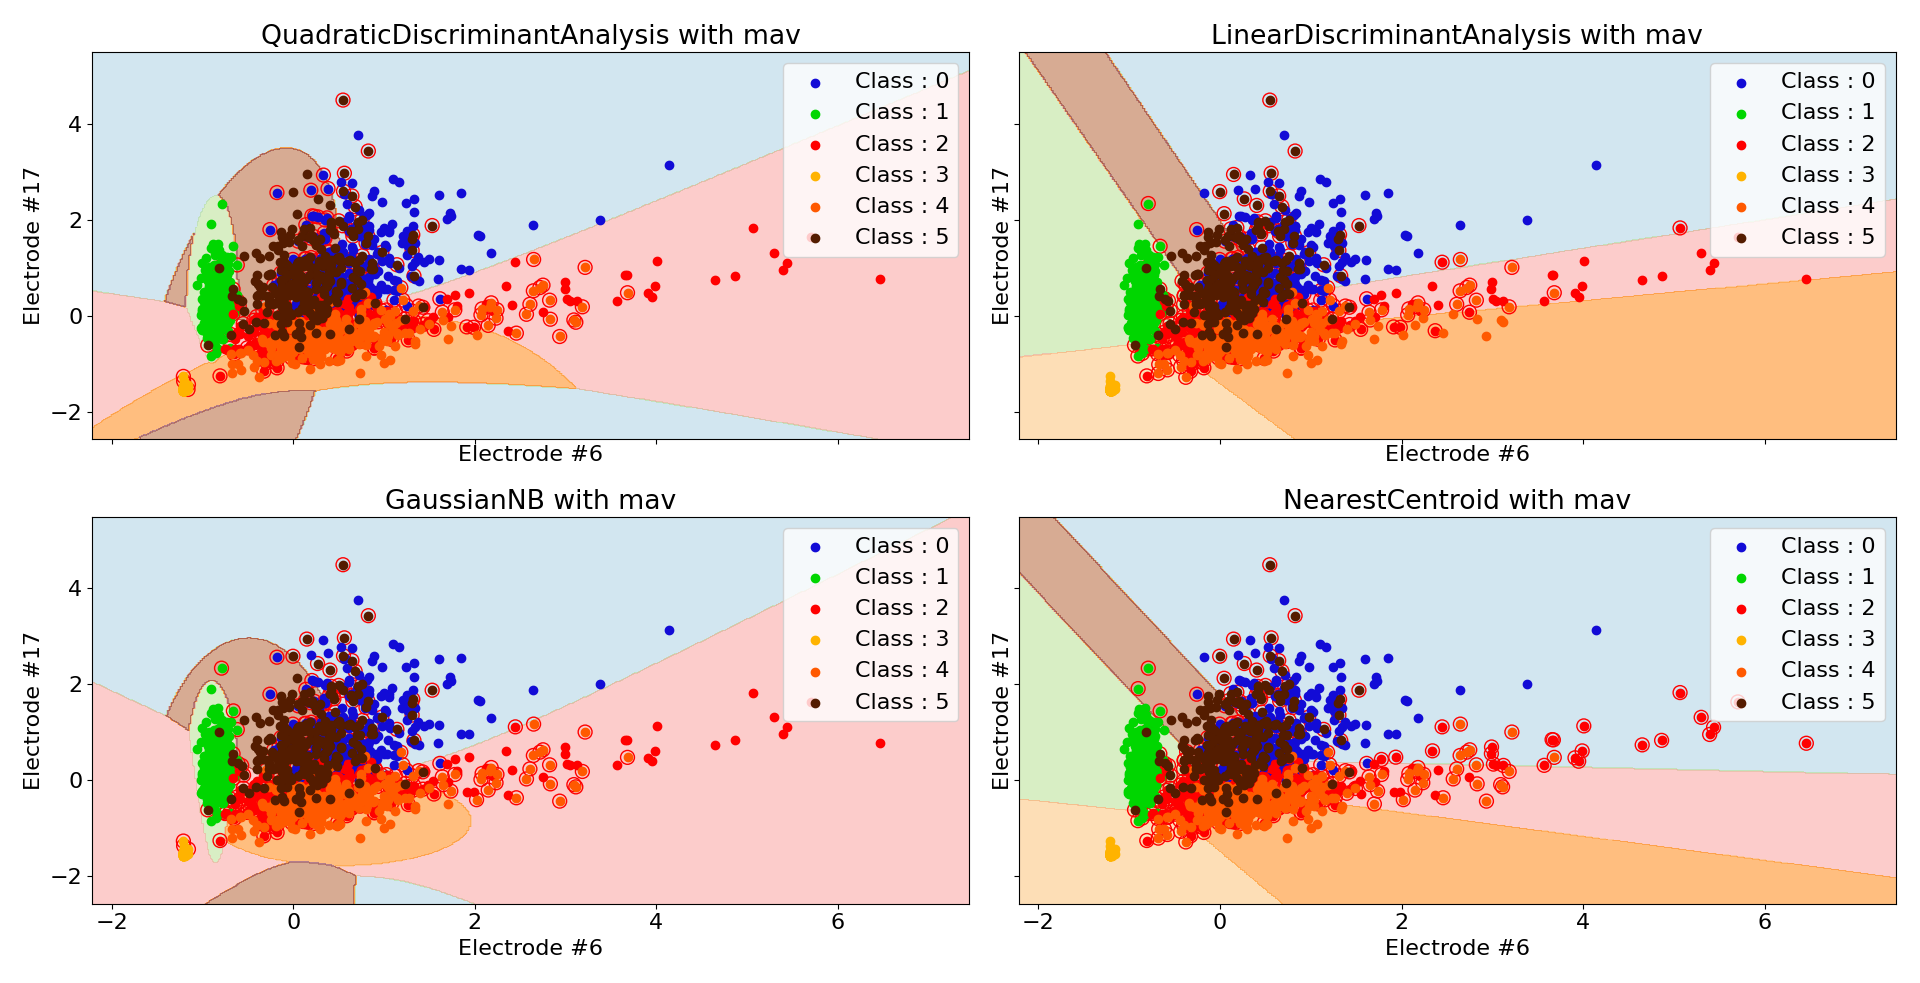 QuadraticDiscriminantAnalysis with mav
Electrode #17
4
2
0
−2
Class : 0
Class : 1
Class : 2
Class : 3
Class : 4
Class : 5
Electrode #6
LinearDiscriminantAnalysis with mav
Electrode #17
Class : 0
Class : 1
Class : 2
Class : 3
Class : 4
Class : 5
Electrode #6
GaussianNB with mav
Electrode #17
4
2
0
−2
Class : 0
Class : 1
Class : 2
Class : 3
Class : 4
Class : 5
−2 0 2 4 6
Electrode #6
NearestCentroid with mav
Electrode #17
Class : 0
Class : 1
Class : 2
Class : 3
Class : 4
Class : 5
−2 0 2 4 6
Electrode #6